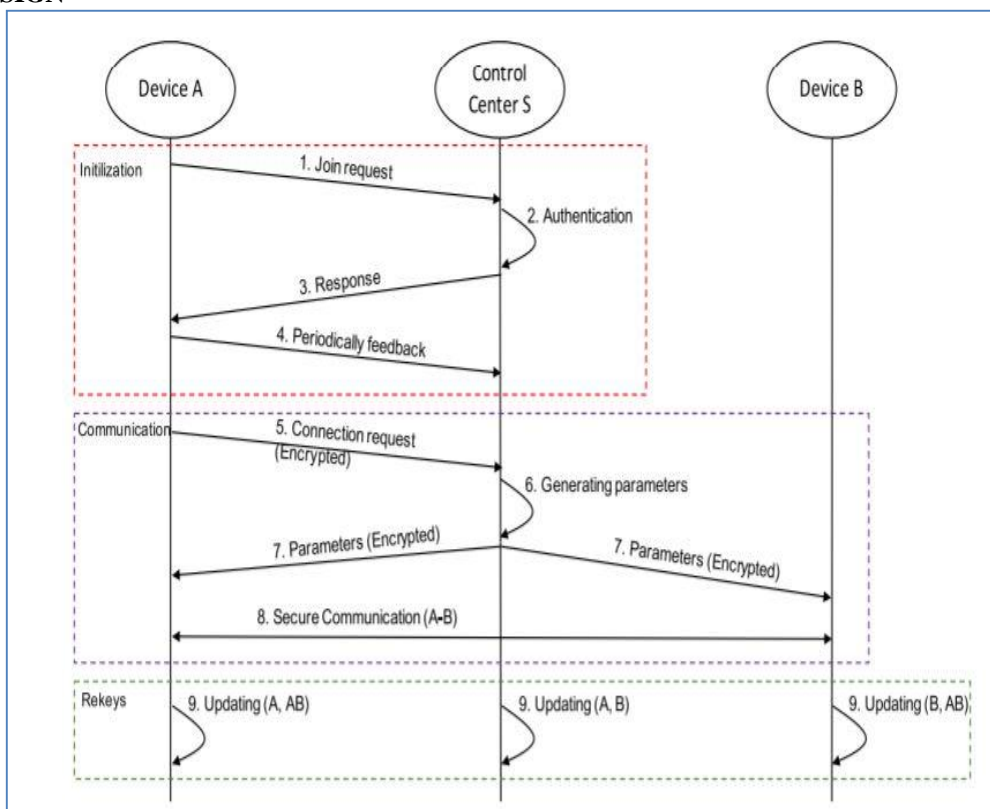 SIGN
Device A
Control
Center S
Device B
Initilization
1. Join request
2. Authentication
3. Response
4. Periodically feedback
Communication
5. Connection request
(Encrypted)
6. Generating parameters
7. Parameters (Encrypted)
7. Parameters (Encrypted)
8. Secure Communication (A-B)
Rekeys
9. Updating (A, AB)
9. Updating (A, B)
9. Updating (B, AB)